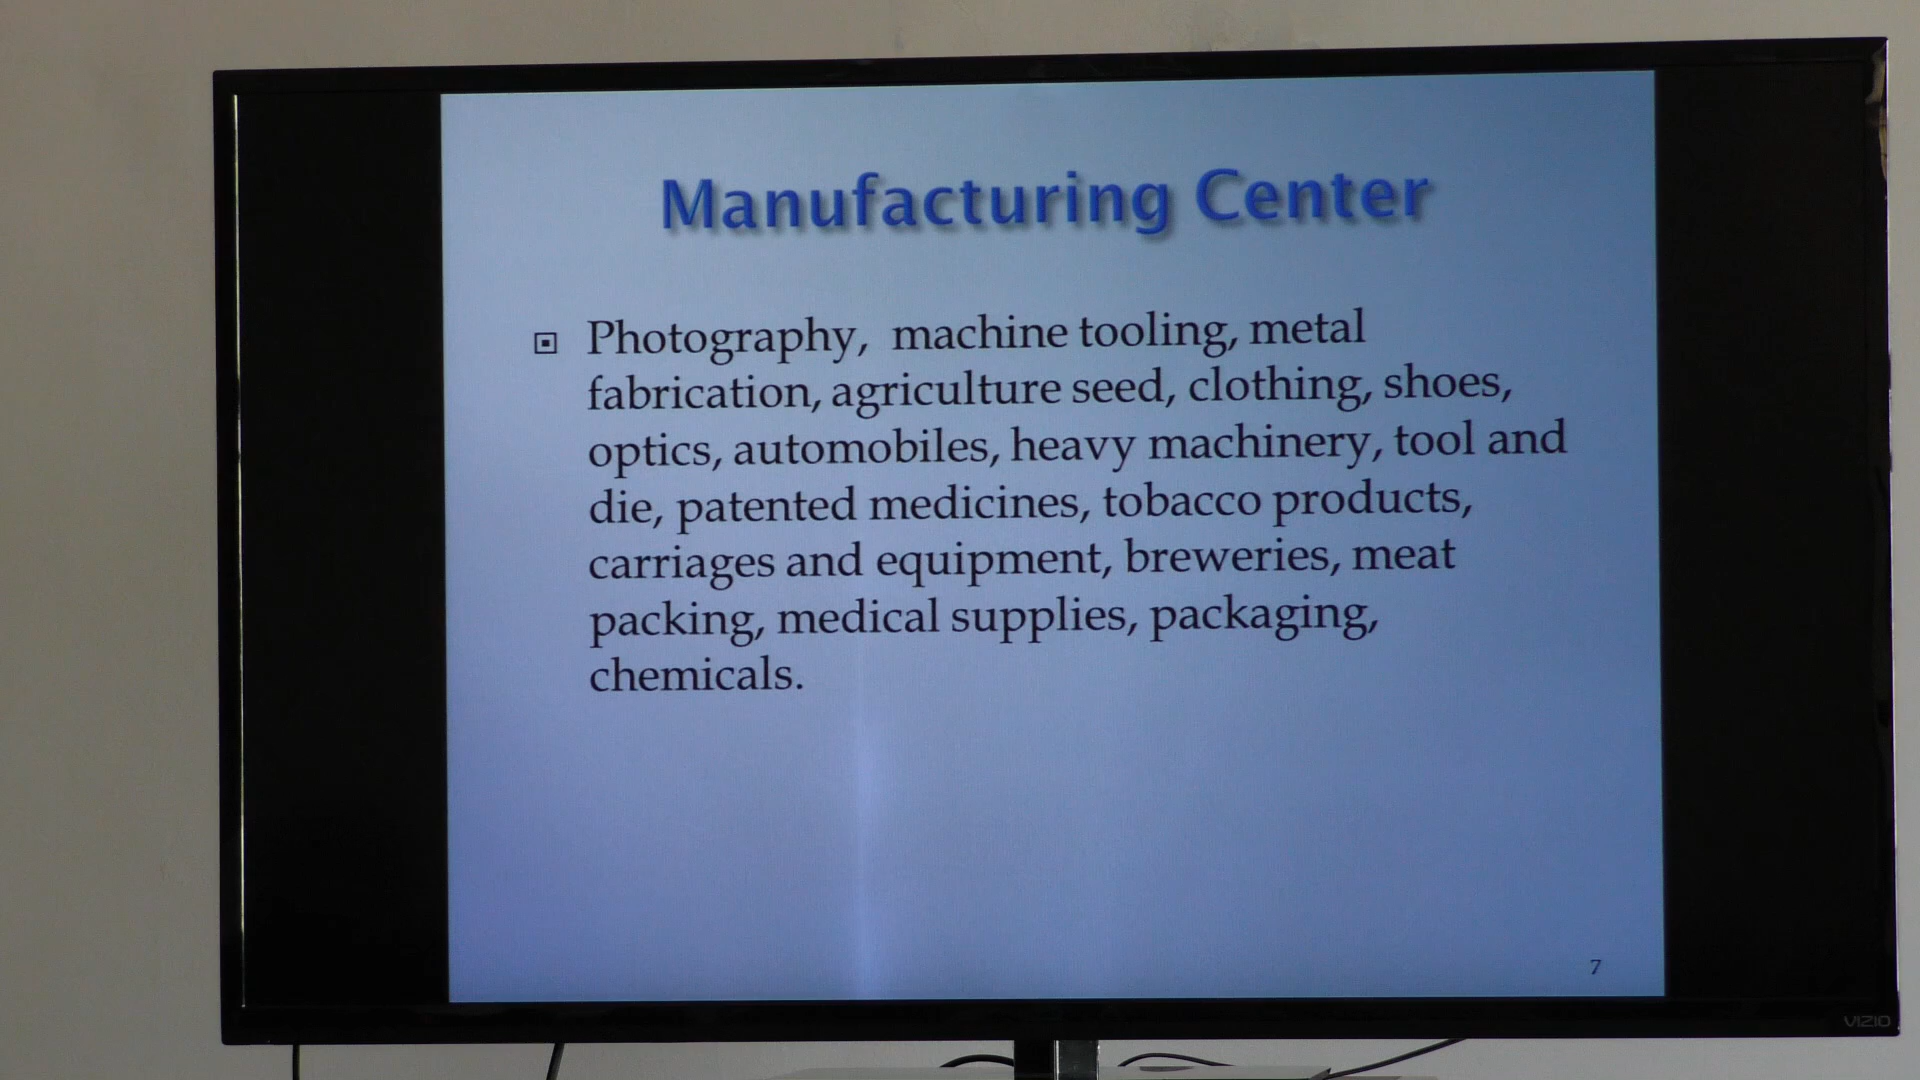 Manufacturing Center
Photography,  machine tooling, metal
fabrication, agriculture seed, clothing, shoes,
optics, automobiles, heavy machinery, tool and
die, patented medicines, tobacco products,
carriages and equipment, breweries, meat
packing, medical supplies, packaging,
chemicals.
7
VIZIO